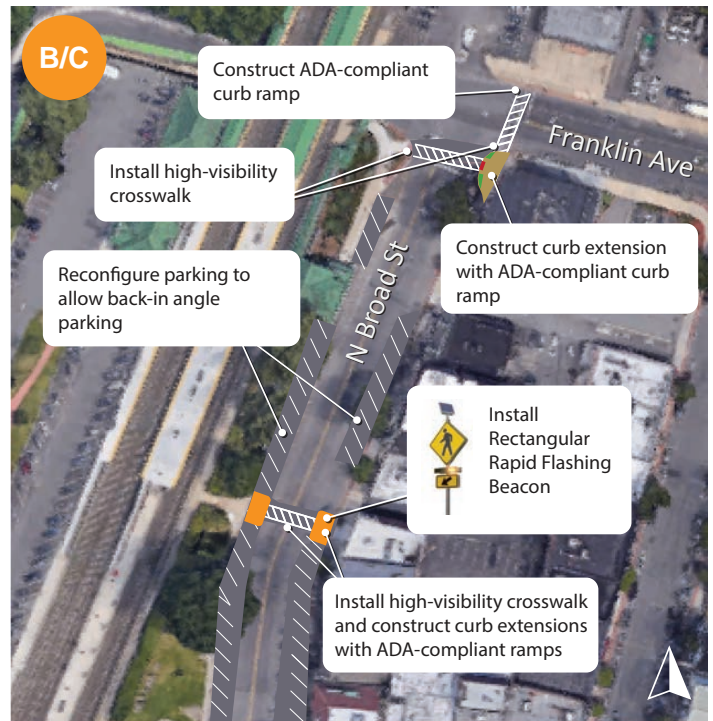 B/C
Construct ADA-compliant
curb ramp
Franklin Ave
Install high-visibility
crosswalk
Construct curb extension
with ADA-compliant curb
ramp
Reconfigure parking to
allow back-in angle
parking
N Broad St
Install
Rectangular
Rapid Flashing
Beacon
Install high-visibility crosswalk
and construct curb extensions
with ADA-compliant ramps